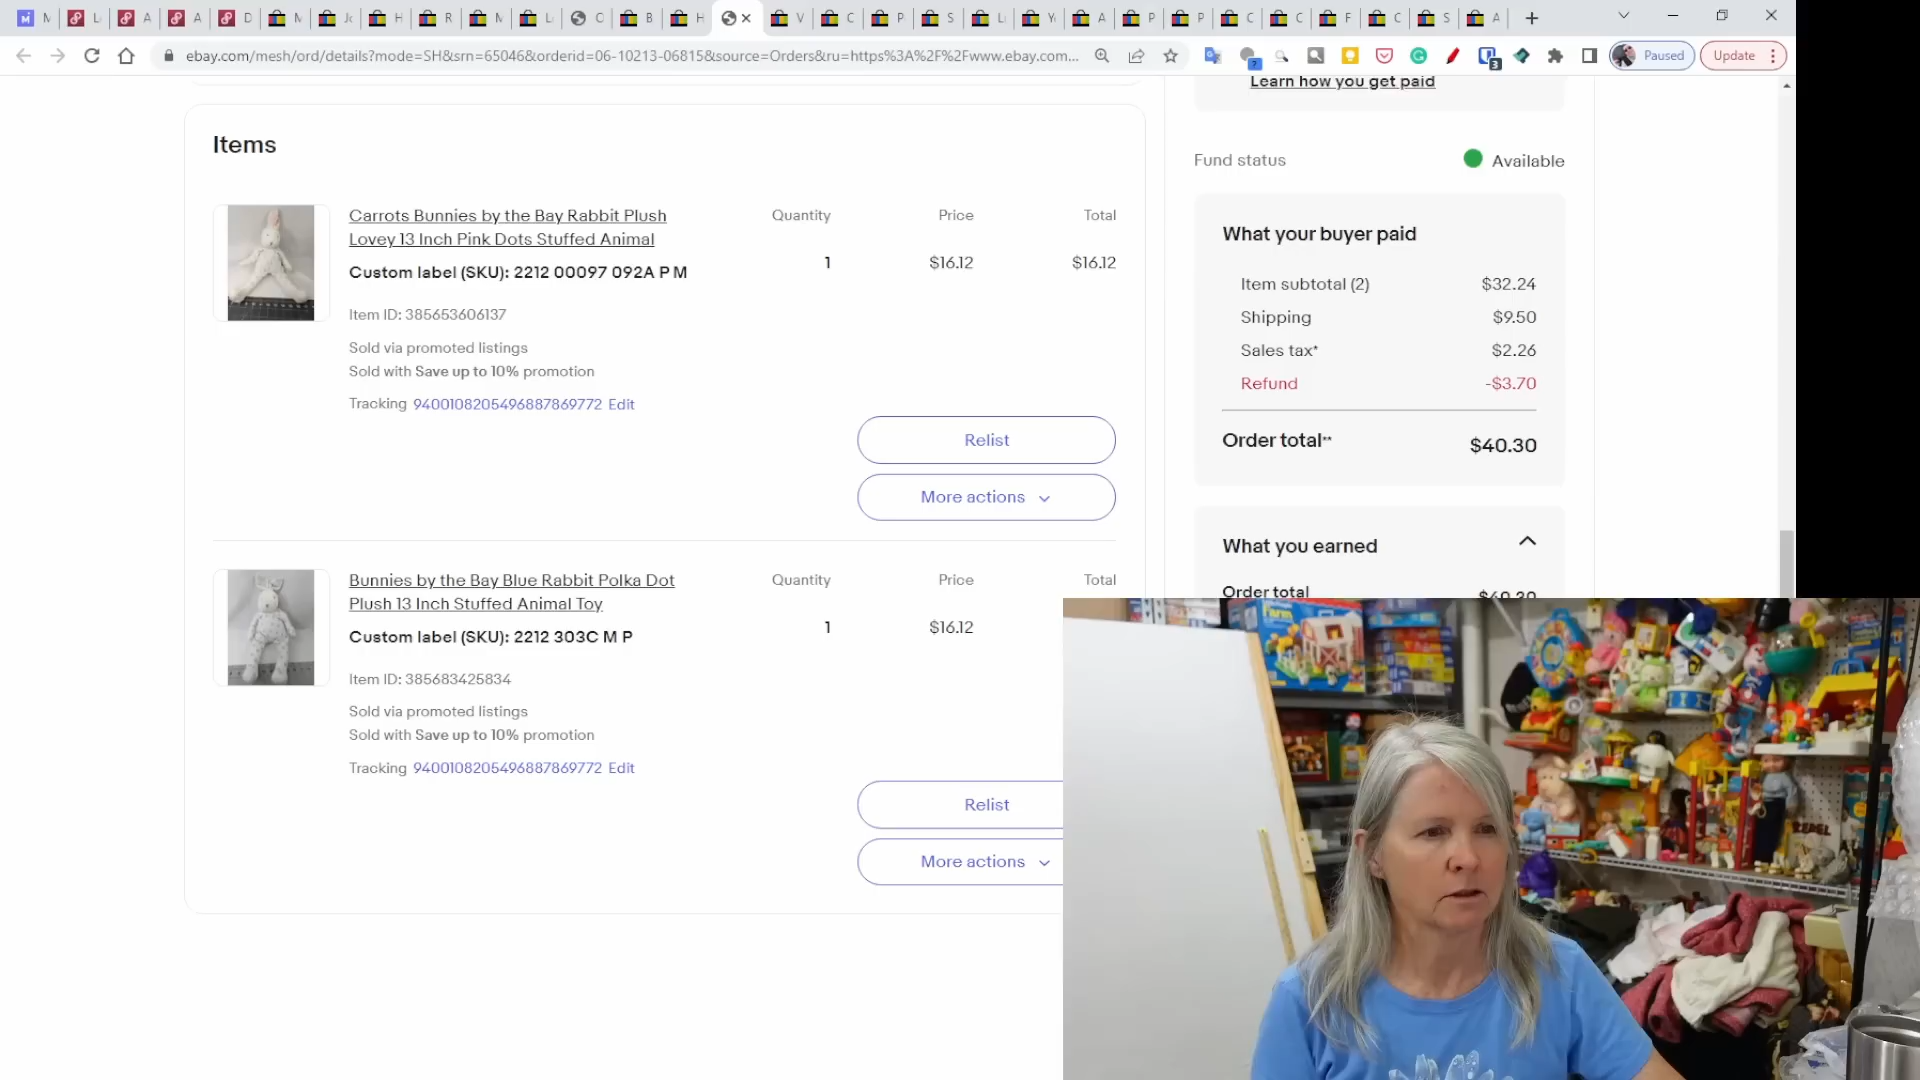 ebay.com/mesh/ord/details?mode=SH&srn=65046&orderid=06-10213-06815&source=Orders&ru=https%3A%2F%2Fwww.ebay.com...
Paused
Update
Learn how you get paid
Items
Fund status
Available
Carrots Bunnies by the Bay Rabbit Plush
Lovey 13 Inch Pink Dots Stuffed Animal
Quantity
Price
Total
Custom label (SKU): 2212 00097 092A P M
1
$16.12
$16.12
Item ID: 385653606137
Sold via promoted listings
Sold with Save up to 10% promotion
Tracking 9400108205496887869772 Edit
Relist
More actions
What your buyer paid
Item subtotal (2)
$32.24
Shipping
$9.50
Sales tax*
$2.26
Refund
-$3.70
Order total**
$40.30
What you earned
Order total
$40.30
Bunnies by the Bay Blue Rabbit Polka Dot
Plush 13 Inch Stuffed Animal Toy
Quantity
Price
Total
Custom label (SKU): 2212 303C M P
1
$16.12
Item ID: 385683425834
Sold via promoted listings
Sold with Save up to 10% promotion
Tracking 9400108205496887869772 Edit
Relist
More actions
Farm